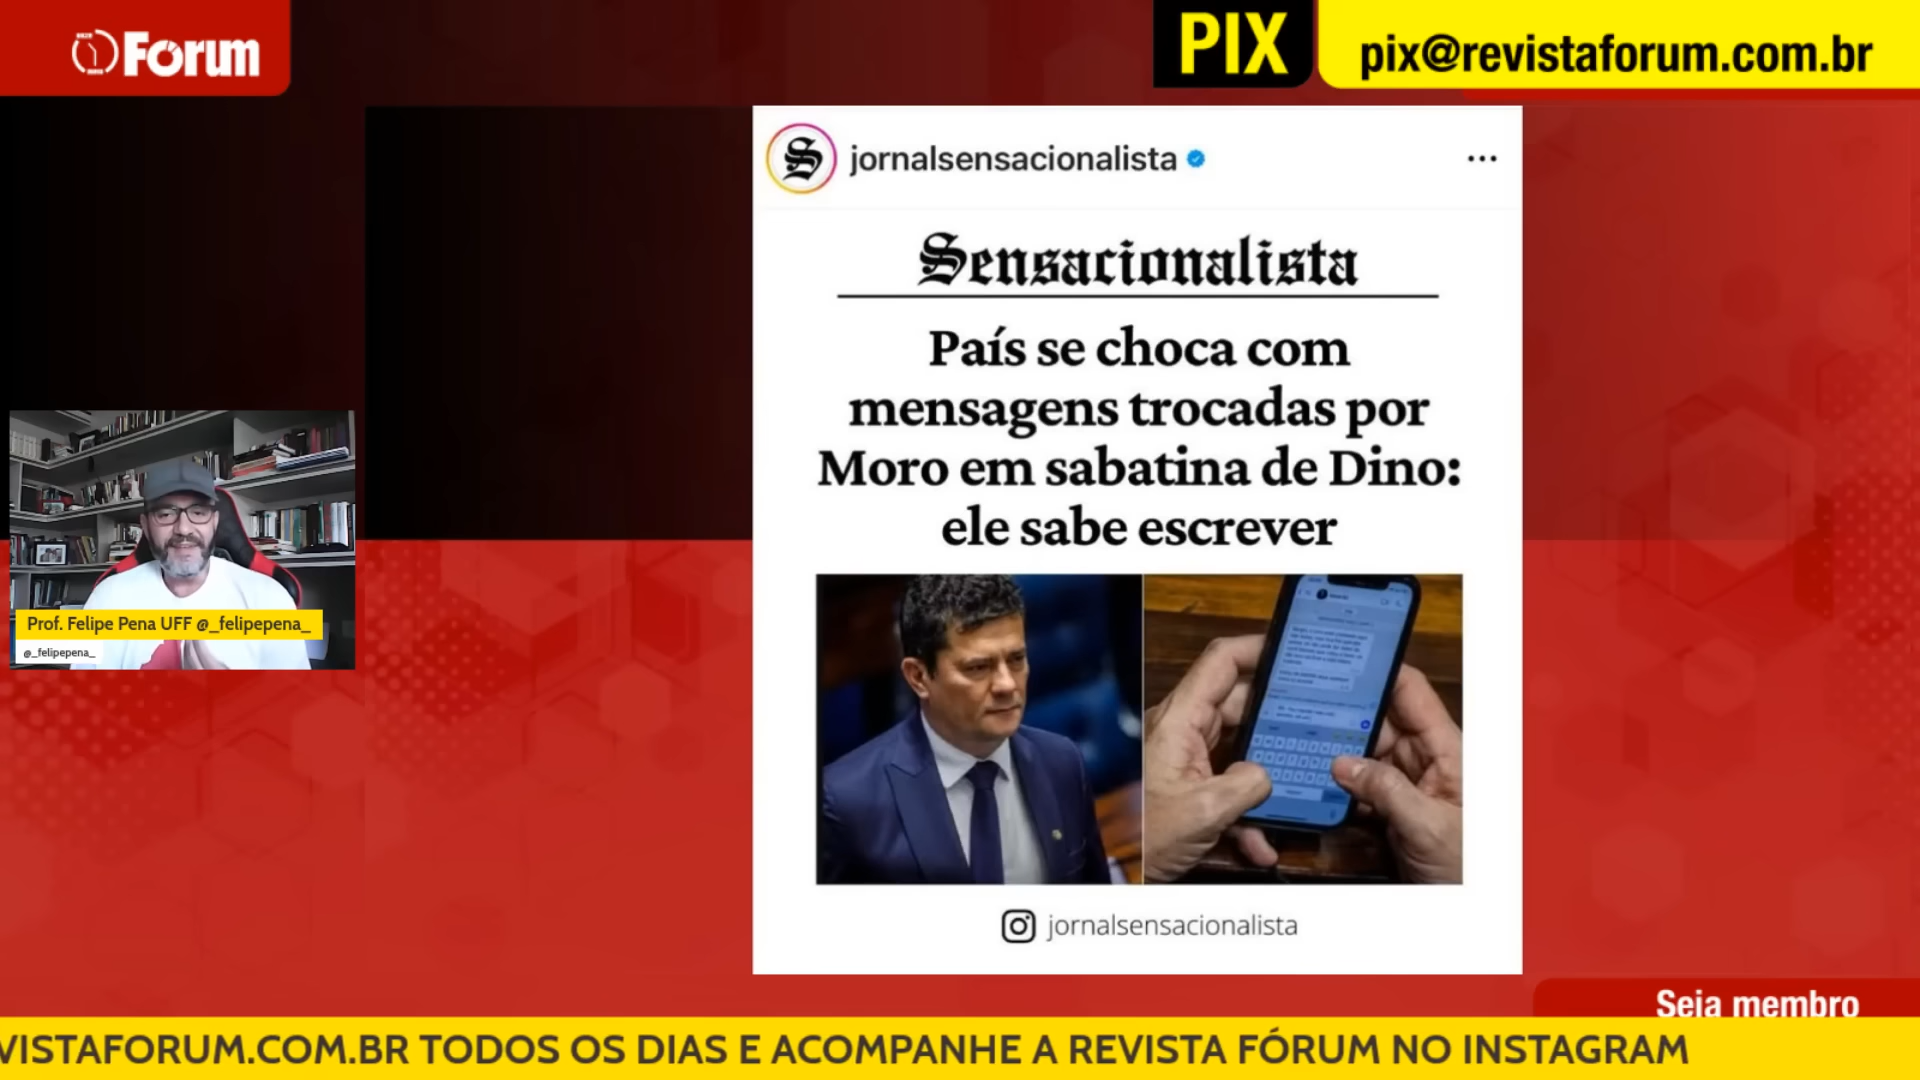 Fórum
PIX
pix@revistaforum.com.br
jornalsensacionalista
Sensacionalista
País se choca com
mensagens trocadas por
Moro em sabatina de Dino:
ele sabe escrever
Prof. Felipe Pena UFF @_felipepena_
@_felipepena_
jornalsensacionalista
Seja membro
VISTAFORUM.COM.BR TODOS OS DIAS E ACOMPANHE A REVISTA FÓRUM NO INSTAGRAM